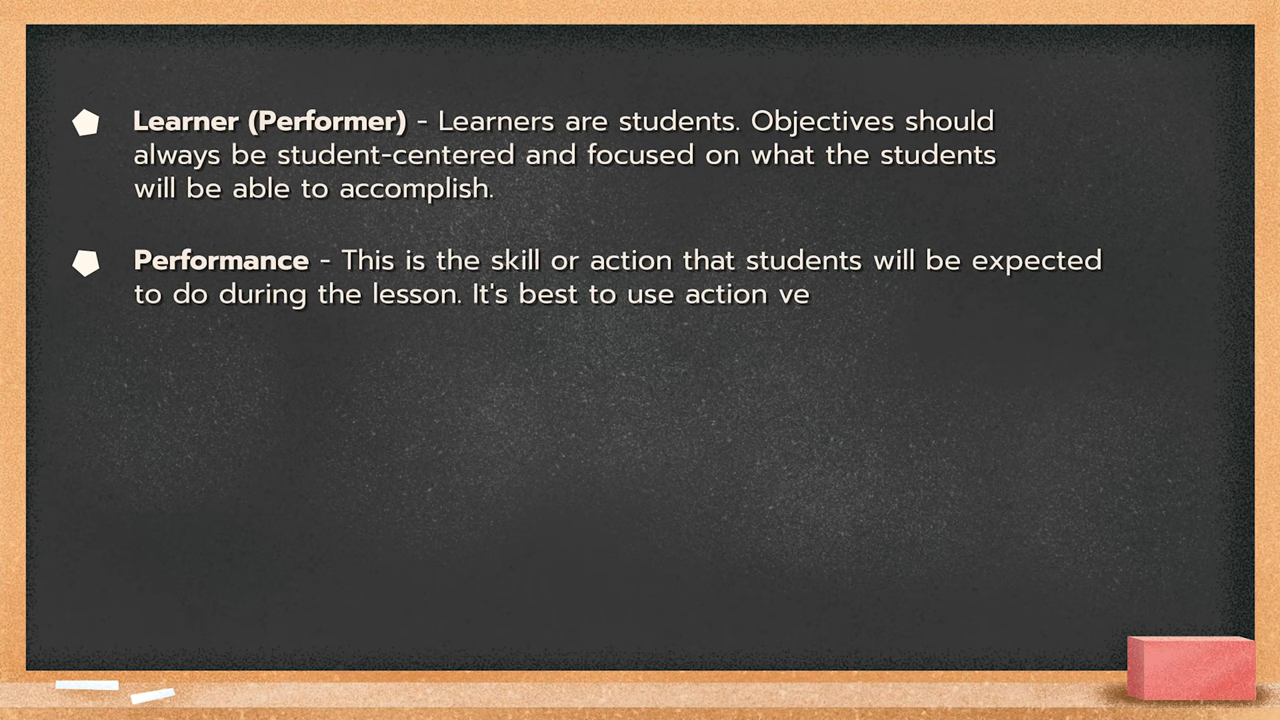 Learner (Performer) - Learners are students. Objectives should
always be student-centered and focused on what the students
will be able to accomplish.
Performance - This is the skill or action that students will be expected
to do during the lesson. It's best to use action ve